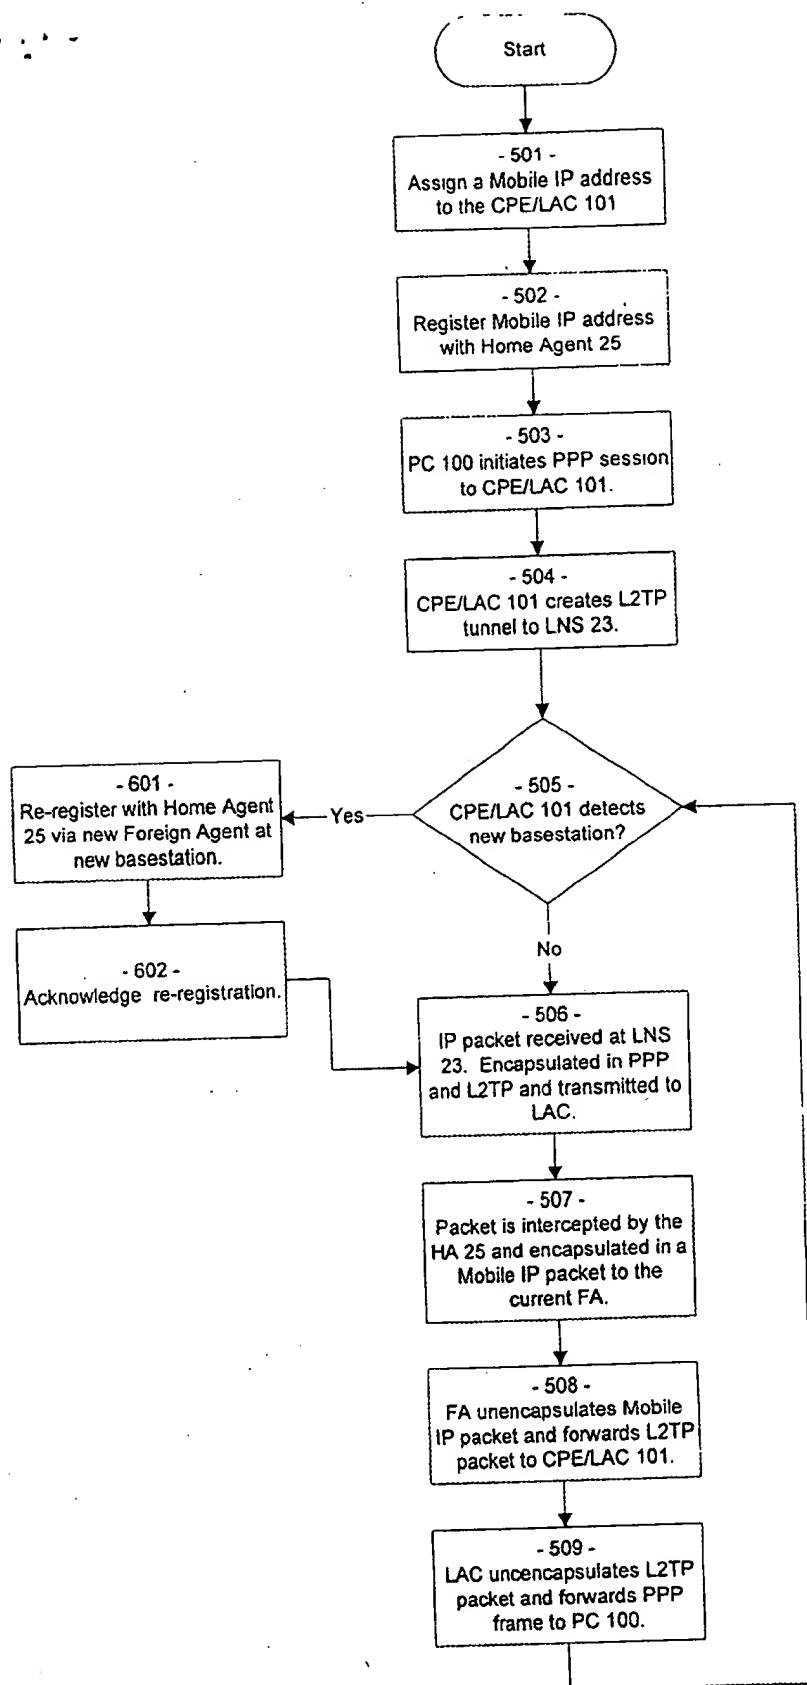 Start
- 501 -
Assign a Mobile IP address
to the CPE/LAC 101
- 502 -
Register Mobile IP address
with Home Agent 25
- 503 -
PC 100 initiates PPP session
to CPE/LAC 101.
- 504 -
CPE/LAC 101 creates L2TP
tunnel to LNS 23.
- 505 -
CPE/LAC 101 detects
new basestation?
Yes
- 601 -
Re-register with Home Agent
25 via new Foreign Agent at
new basestation.
- 602 -
Acknowledge re-registration.
No
- 506 -
IP packet received at LNS
23. Encapsulated in PPP
and L2TP and transmitted to
LAC.
- 507 -
Packet is intercepted by the
HA 25 and encapsulated in a
Mobile IP packet to the
current FA.
- 508 -
FA unencapsulates Mobile
IP packet and forwards L2TP
packet to CPE/LAC 101.
- 509 -
LAC uncencapsulates L2TP
packet and forwards PPP
frame to PC 100.